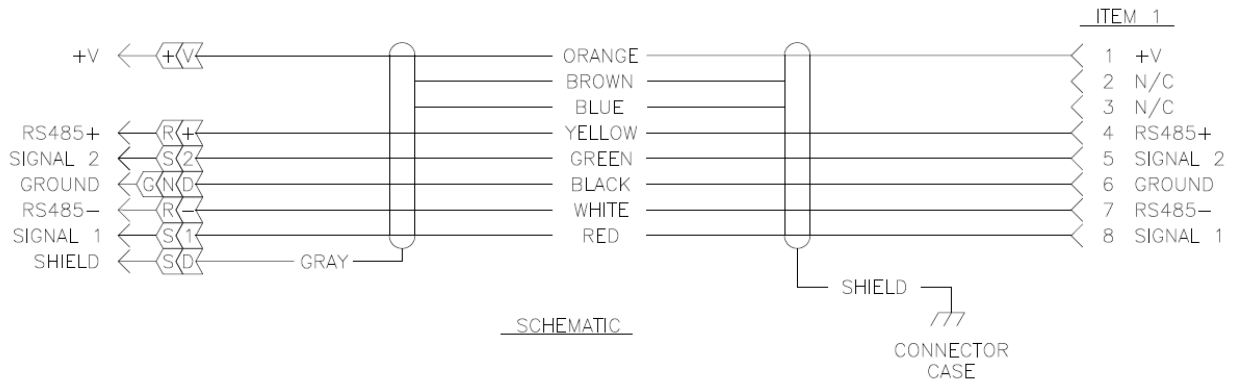 ITEM 1
+V +V ORANGE 1 +V
BROWN 2 N/C
BLUE 3 N/C
RS485+ R+ YELLOW 4 RS485+
SIGNAL 2 S2 GREEN 5 SIGNAL 2
GROUND GND BLACK 6 GROUND
RS485- R- WHITE 7 RS485-
SIGNAL 1 S1 RED 8 SIGNAL 1
SHIELD SD GRAY
SHIELD
SCHEMATIC
CONNECTOR
CASE